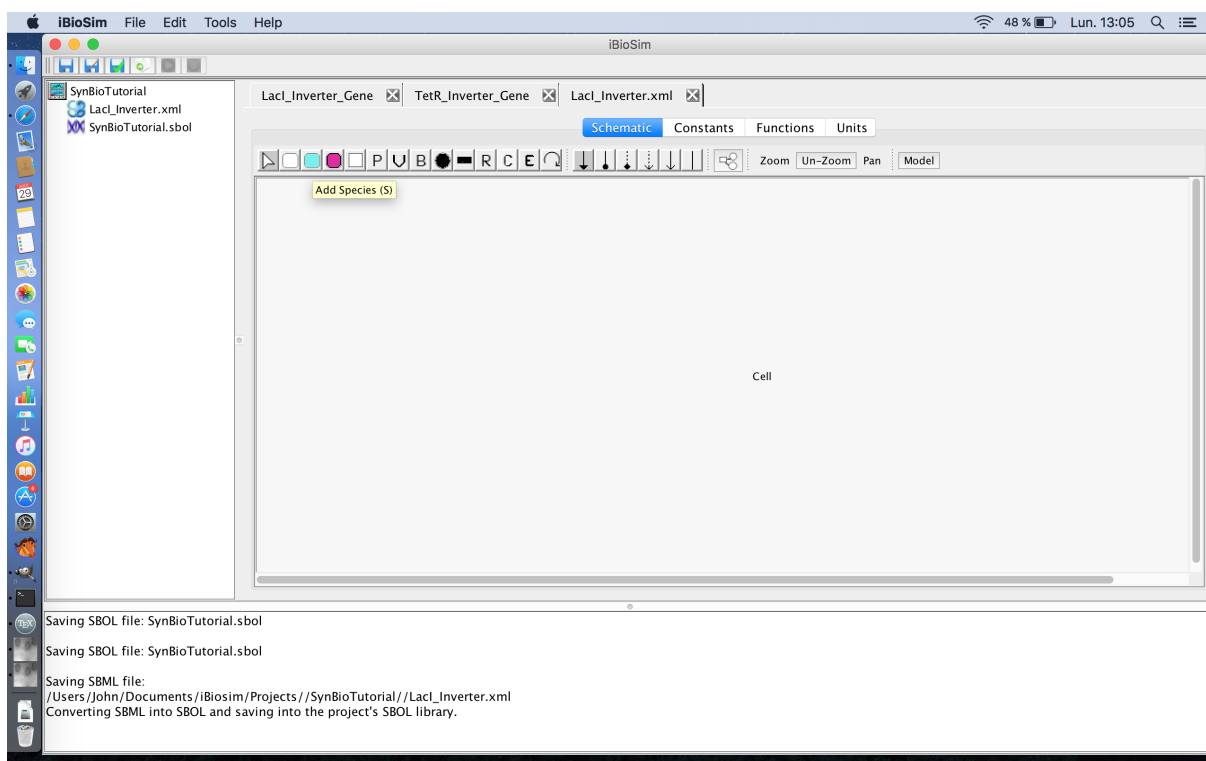 iBioSim File Edit Tools Help 48 % Lun. 13:05
iBioSim
SynBioTutorial
LacI_Inverter.xml
SynBioTutorial.sbol
LacI_Inverter_Gene TetR_Inverter_Gene LacI_Inverter.xml
Schematic Constants Functions Units
P V B R C E Zoom Un-Zoom Pan Model
Add Species (S)
29
Cell
Saving SBOL file: SynBioTutorial.sbol
Saving SBOL file: SynBioTutorial.sbol
Saving SBML file:
/Users/John/Documents/iBiosim/Projects//SynBioTutorial//LacI_Inverter.xml
Converting SBML into SBOL and saving into the project's SBOL library.
TEX